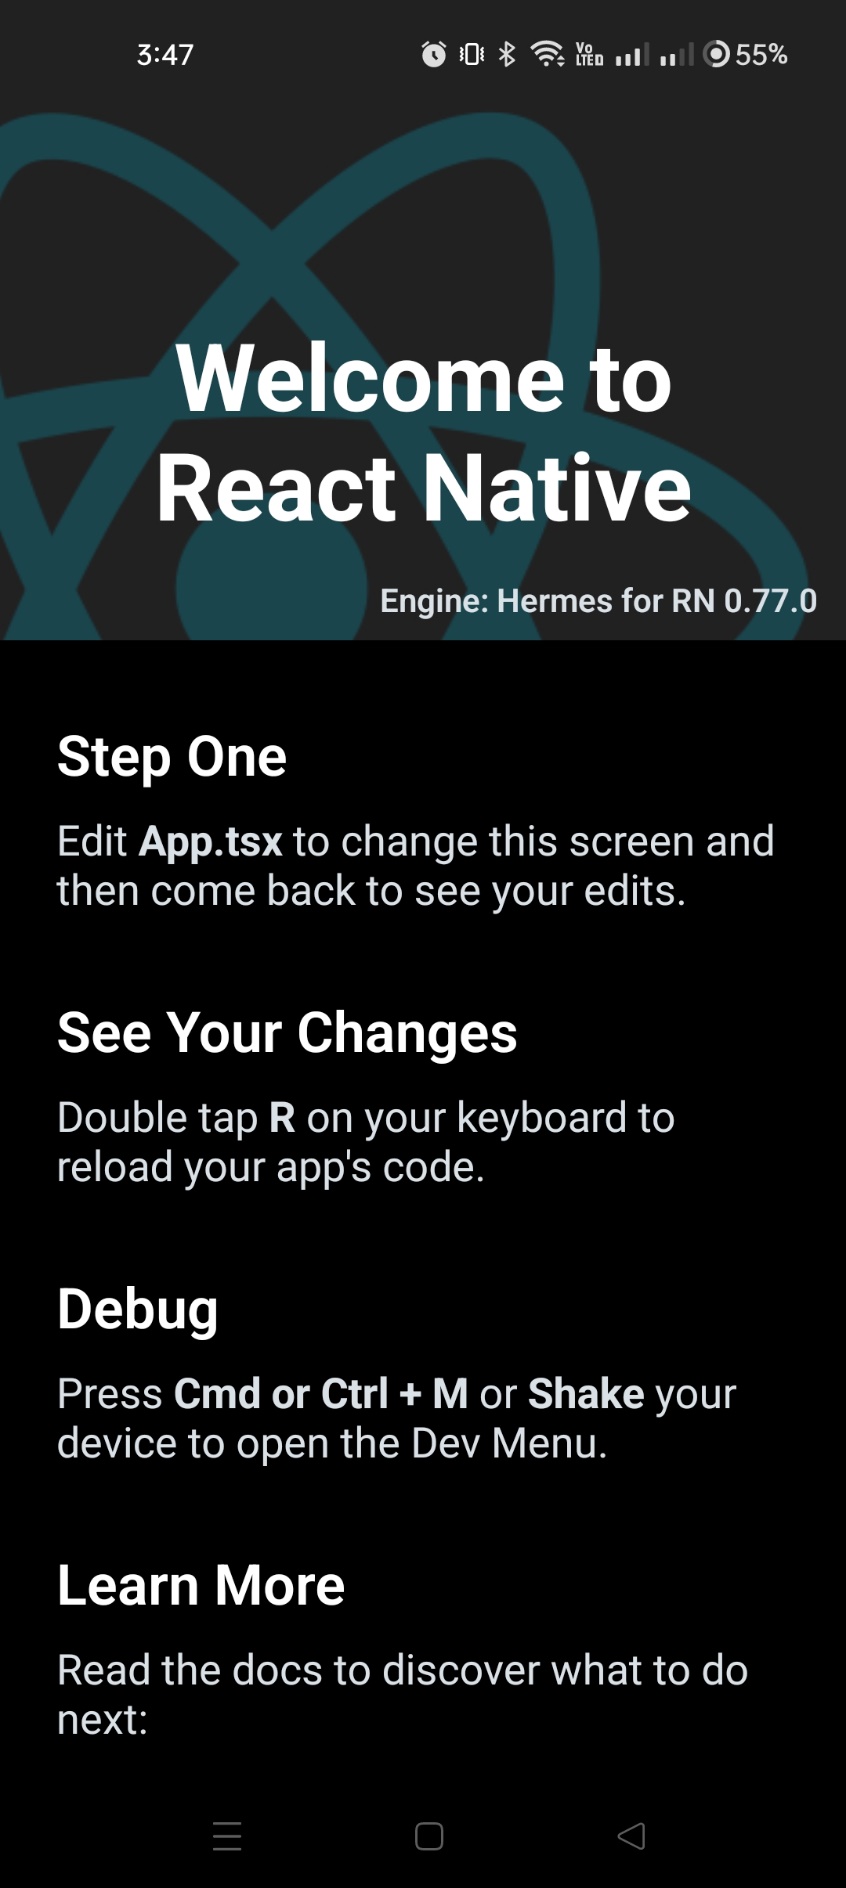 3:47
Vo
LTED
55%
Welcome to
React Native
Engine: Hermes for RN 0.77.0
Step One
Edit App.tsx to change this screen and
then come back to see your edits.
See Your Changes
Double tap R on your keyboard to
reload your app's code.
Debug
Press Cmd or Ctrl + M or Shake your
device to open the Dev Menu.
Learn More
Read the docs to discover what to do
next: